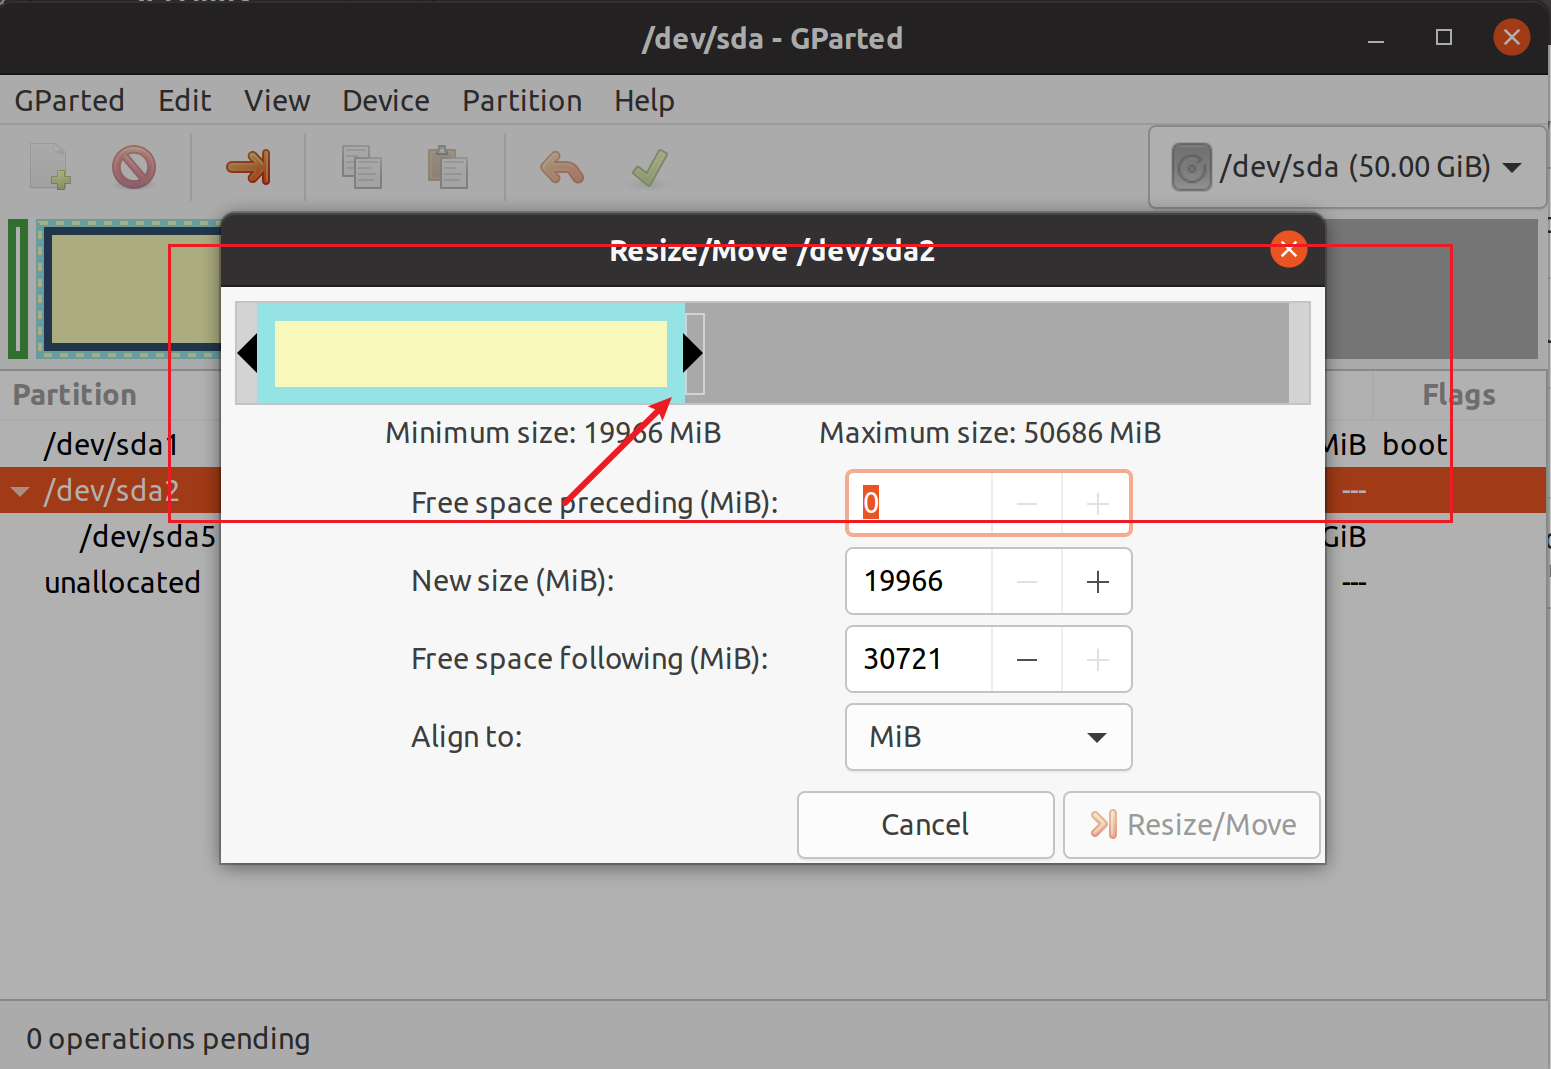 /dev/sda - GParted
GParted Edit View Device Partition Help
/dev/sda (50.00 GiB)
Resize/Move /dev/sda2
Partition
Flags
Minimum size: 19966 MiB Maximum size: 50686 MiB
/dev/sda1
MiB boot
/dev/sda2
---
Free space preceding (MiB): 0
/dev/sda5
GiB
unallocated
---
New size (MiB): 19966
Free space following (MiB): 30721
Align to: MiB
Cancel Resize/Move
0 operations pending